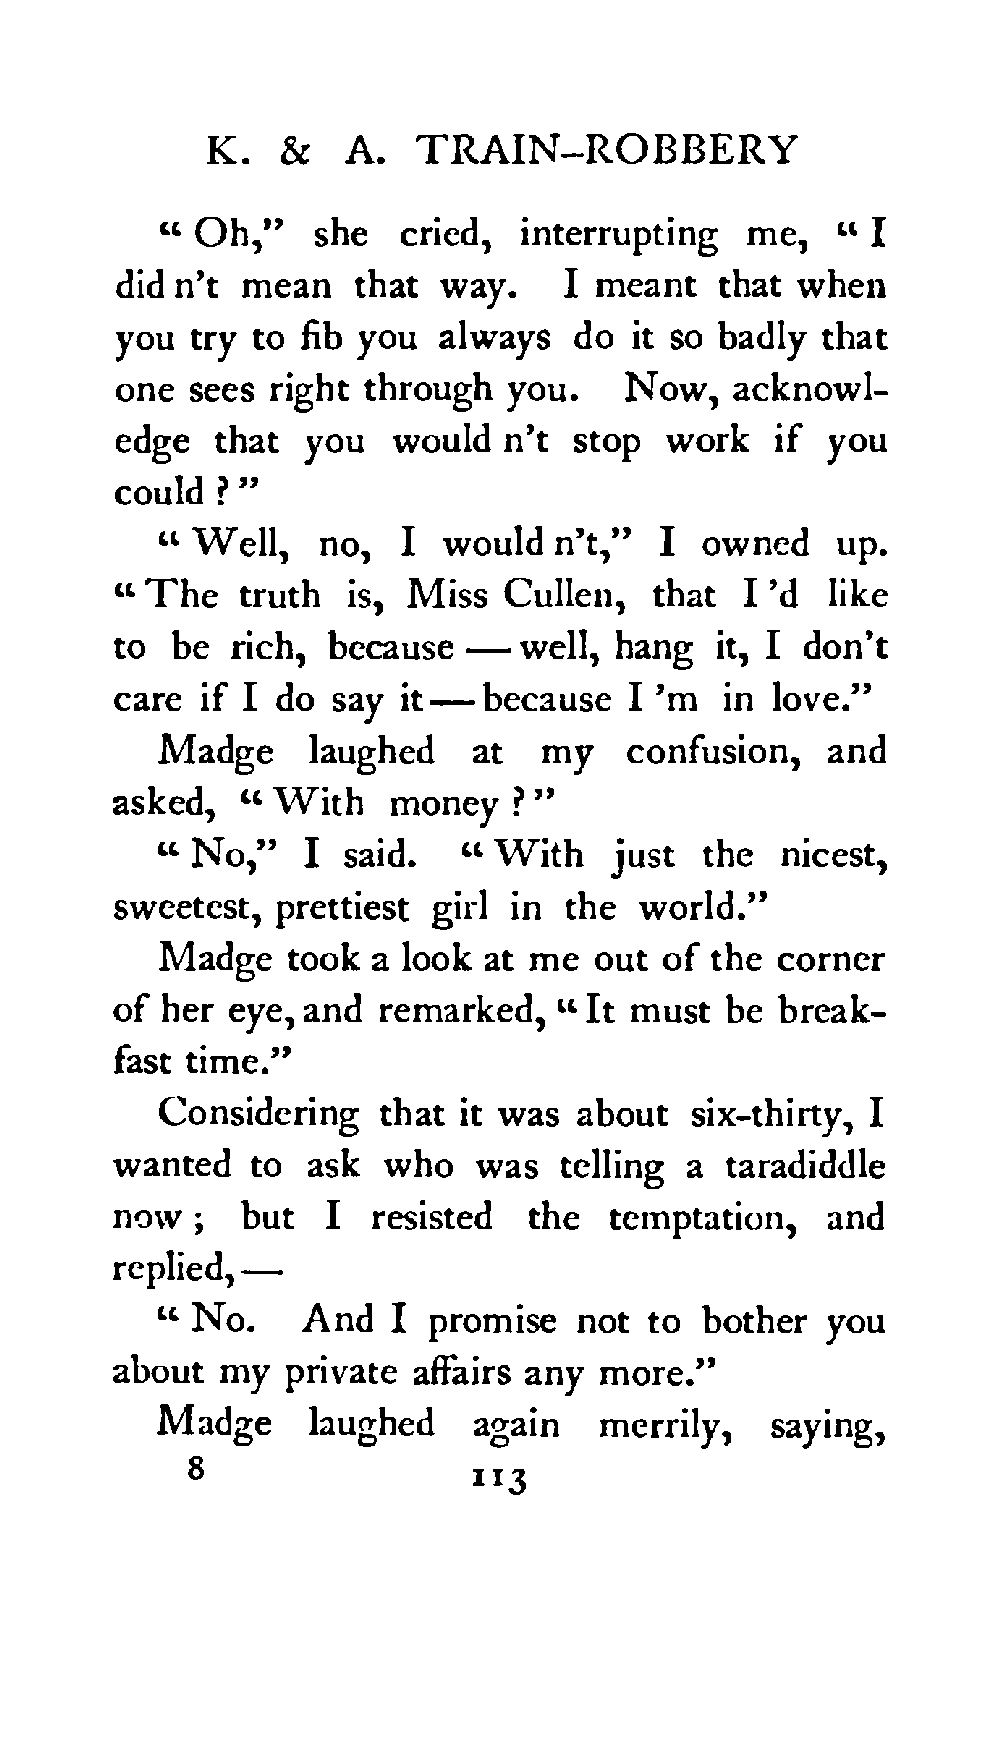 K. & A. TRAIN-ROBBERY
“ Oh,” she cried, interrupting me, “ I
did n’t mean that way. I meant that when
you try to fib you always do it so badly that
one sees right through you. Now, acknowl-
edge that you would n’t stop work if you
could ? ”
“ Well, no, I would n’t,” I owned up.
“ The truth is, Miss Cullen, that I ’d like
to be rich, because — well, hang it, I don’t
care if I do say it — because I ’m in love.”
Madge laughed at my confusion, and
asked, “ With money ? ”
“ No,” I said. “ With just the nicest,
sweetest, prettiest girl in the world.”
Madge took a look at me out of the corner
of her eye, and remarked, “ It must be break-
fast time.”
Considering that it was about six-thirty, I
wanted to ask who was telling a taradiddle
now ; but I resisted the temptation, and
replied, —
“ No. And I promise not to bother you
about my private affairs any more.”
Madge laughed again merrily, saying,
8 113